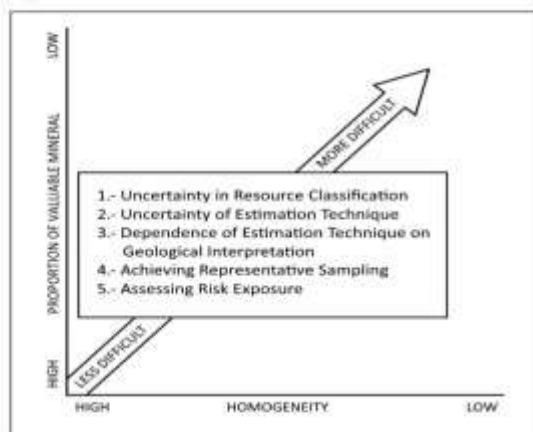 LOW
PROPORTION OF VALUABLE MINERAL
HIGH
MORE DIFFICULT
1.- Uncertainty in Resource Classification
2.- Uncertainty of Estimation Technique
3.- Dependence of Estimation Technique on
Geological Interpretation
4.- Achieving Representative Sampling
5.- Assessing Risk Exposure
LESS DIFFICULT
HIGH HOMOGENEITY LOW